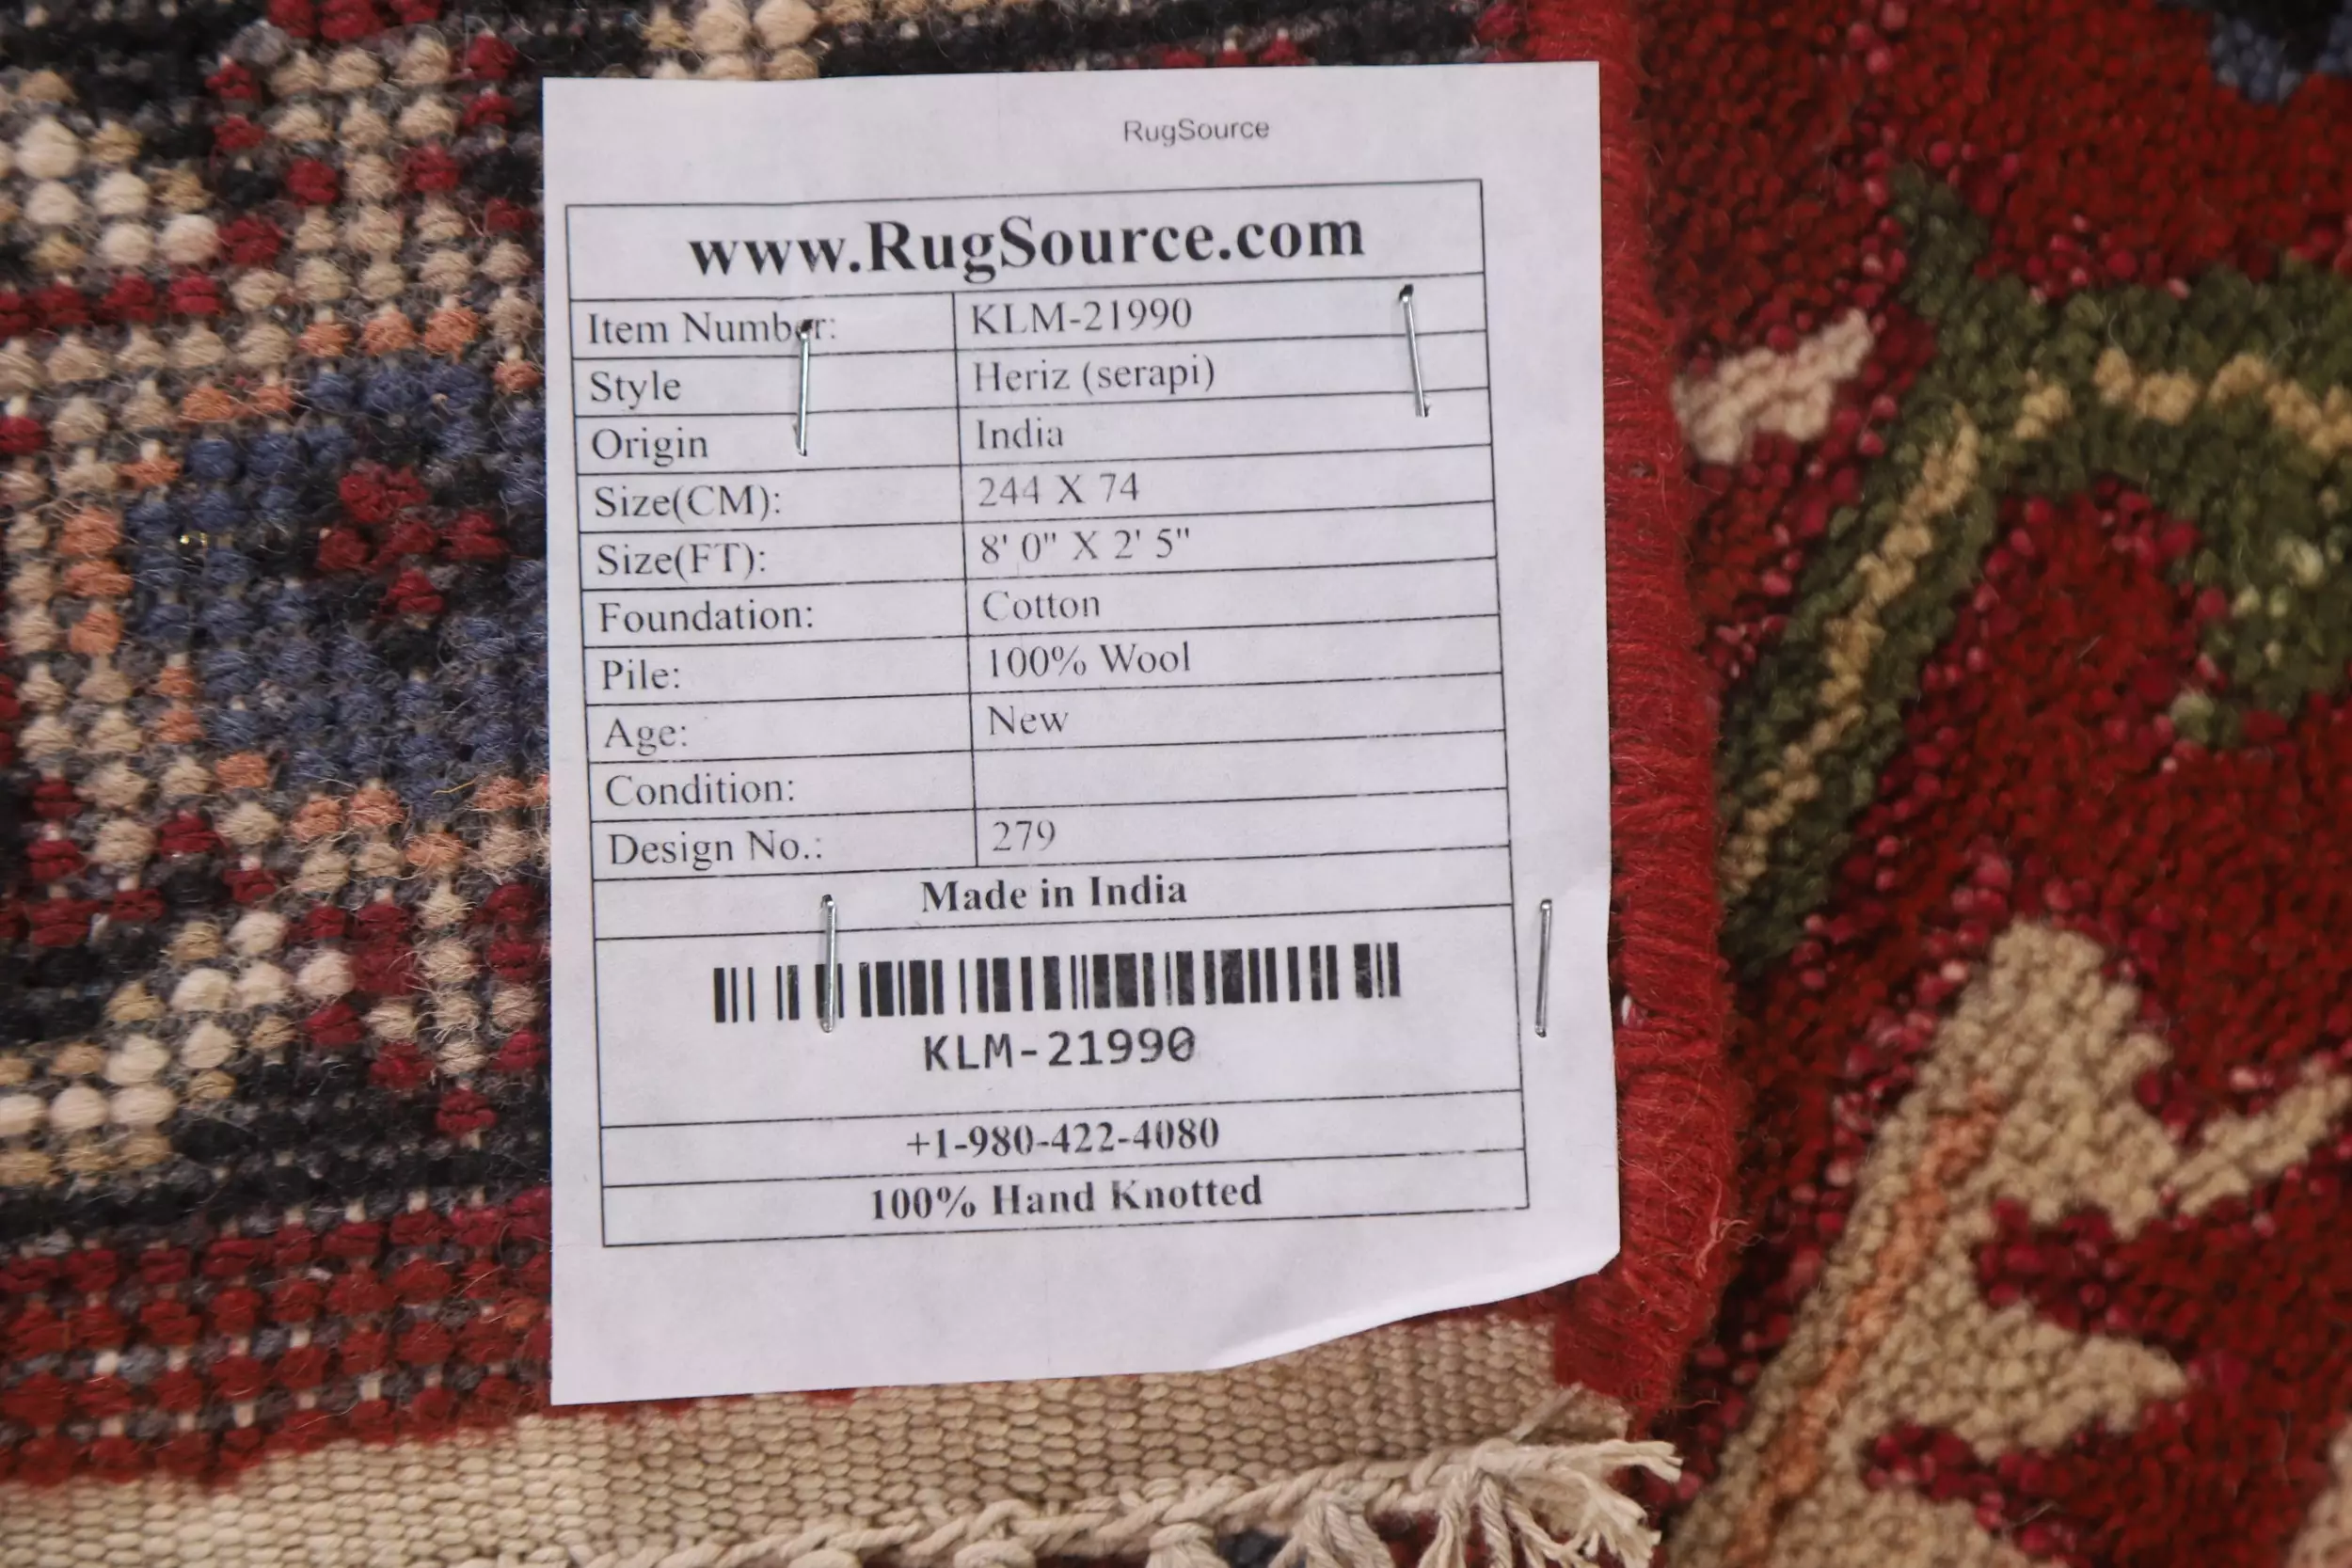 RugSource
www.RugSource.com
Item Number: KLM-21990
Style Heriz (serapi)
Origin India
Size(CM): 244 X 74
Size(FT): 8' 0" X 2' 5"
Foundation: Cotton
Pile: 100% Wool
Age: New
Condition:
Design No.: 279
Made in India
KLM-21990
+1-980-422-4080
100% Hand Knotted